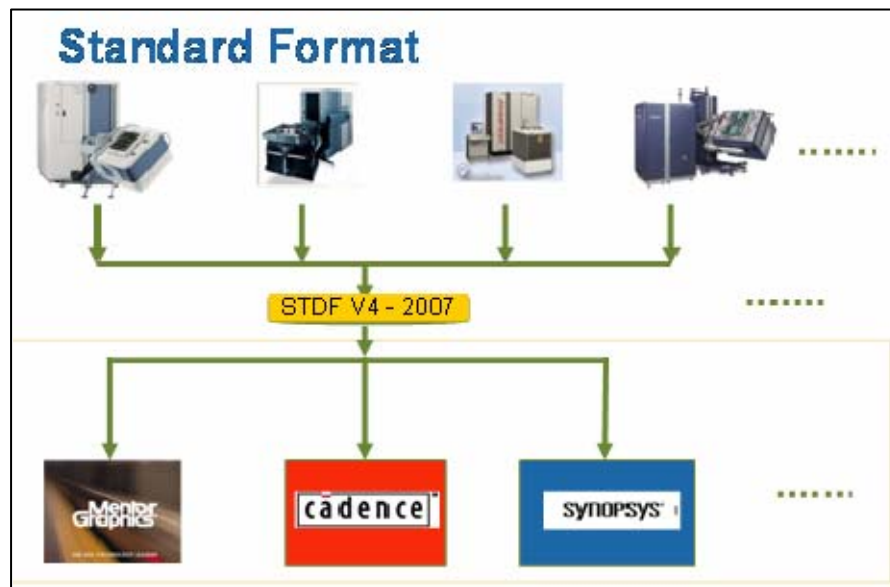 Standard Format
STDF V4 - 2007
Mentor
Graphics
cādence
SYNOPSYS